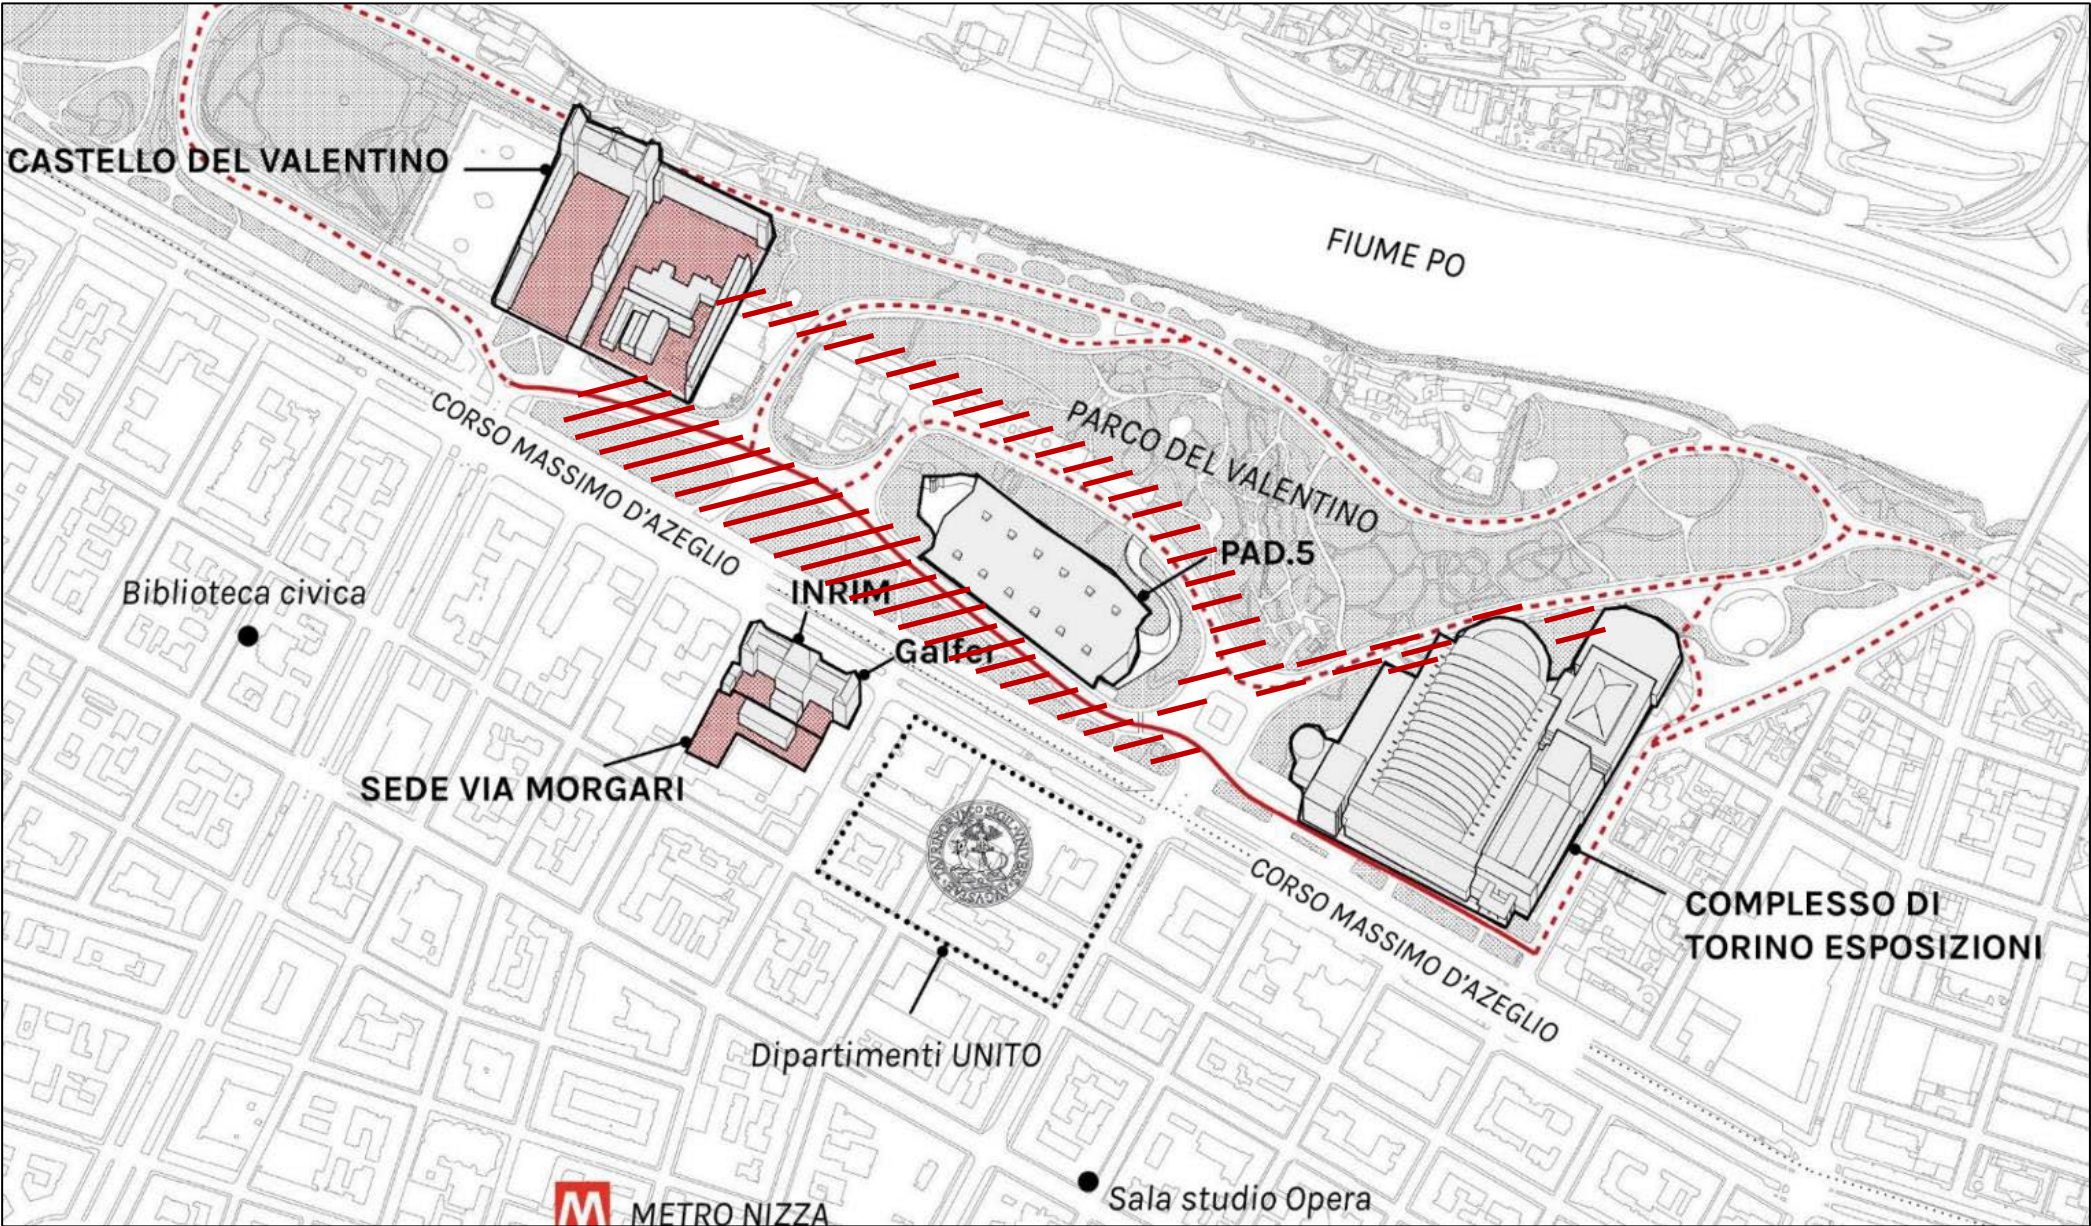 CASTELLO DEL VALENTINO
FIUME PO
CORSO MASSIMO D'AZEGLIO
PARCO DEL VALENTINO
PAD.5
Biblioteca civica
INRIM
Galfer
SEDE VIA MORGARI
CORSO MASSIMO D'AZEGLIO
COMPLESSO DI
TORINO ESPOSIZIONI
Dipartimenti UNITO
Sala studio Opera
M METRO NIZZA